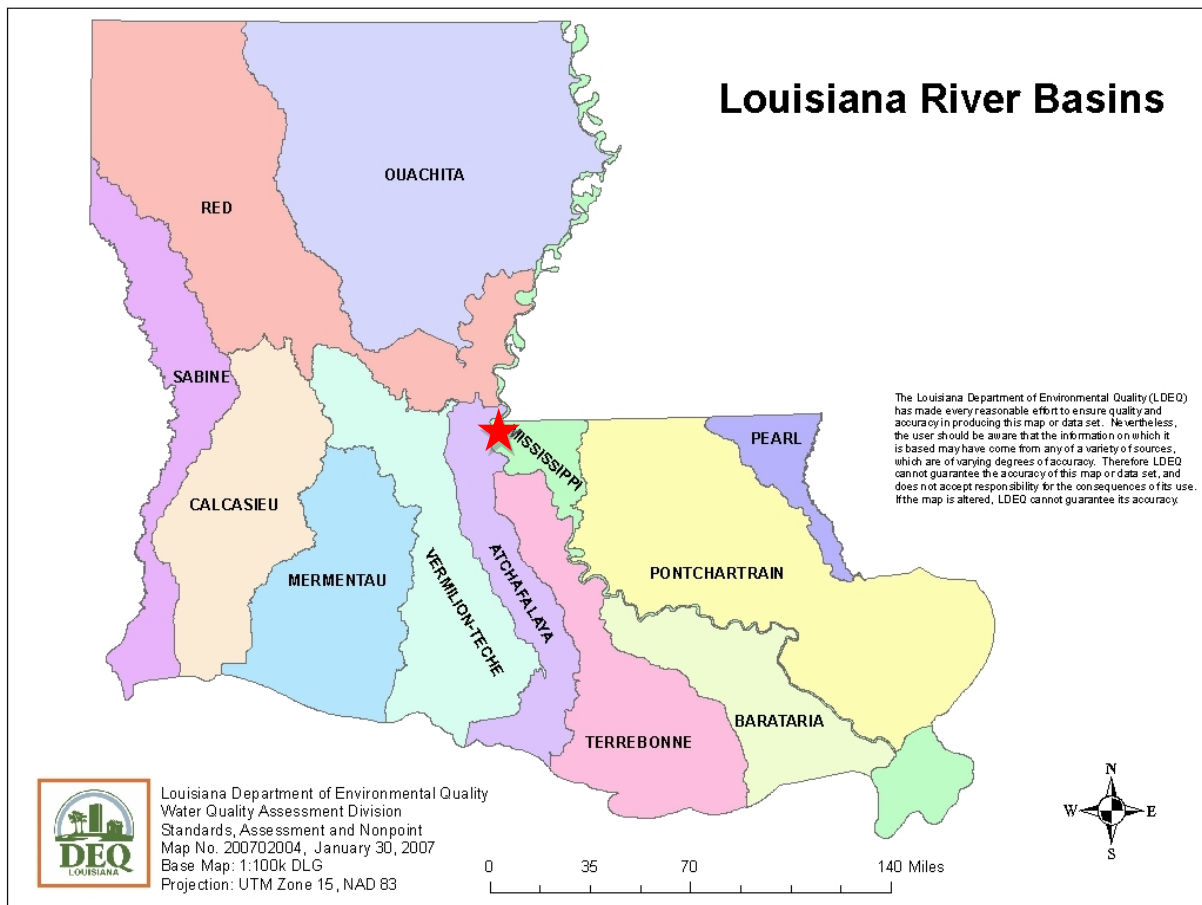 Louisiana River Basins
OUACHITA
RED
SABINE
MISSISSIPPI
PEARL
CALCASIEU
MERMENTAU
VERMILION-TECHE
ATCHAFALAYA
PONTCHARTRAIN
TERREBONNE
BARATARIA
The Louisiana Department of Environmental Quality (LDEQ)
has made every reasonable effort to ensure quality and
accuracy in producing this map or data set. Nevertheless,
the user should be aware that the information on which it
is based may have come from any of a variety of sources,
which are of varying degrees of accuracy. Therefore LDEQ
cannot guarantee the accuracy of this map or data set, and
does not accept responsibility for the consequences of its use.
If the map is altered, LDEQ cannot guarantee its accuracy.
DEQ
LOUISIANA
Louisiana Department of Environmental Quality
Water Quality Assessment Division
Standards, Assessment and Nonpoint
Map No. 200702004, January 30, 2007
Base Map: 1:100k DLG
Projection: UTM Zone 15, NAD 83
0 35 70 140 Miles
N
W E
S